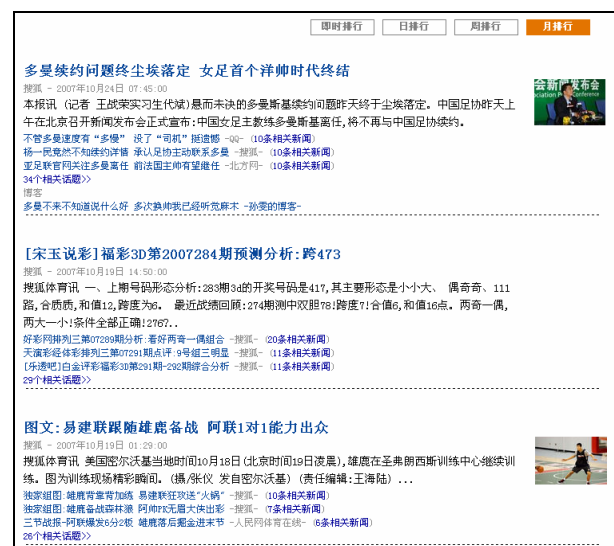 即时排行 日排行 周排行 月排行
多曼续约问题终尘埃落定 女足首个洋帅时代终结
搜狐 - 2007年10月24日 07:45:00
本报讯 (记者 王战荣实习生代斌)悬而未决的多曼斯基续约问题昨天终于尘埃落定。中国足协昨天上
午在北京召开新闻发布会正式宣布:中国女足主教练多曼斯基离任,将不再与中国足协续约。
不管多曼速度有“多慢” 没了“司机”挺遗憾 -QQ- (10条相关新闻)
杨一民竟然不知续约详情 承认足协主动联系多曼 -搜狐- (10条相关新闻)
亚足联官网关注多曼离任 前法国主帅有望继任 -北方网- (10条相关新闻)
34个相关话题>>
博客
多曼不来不知道说什么好 多次换帅我已经听觉麻木 -孙雯的博客-
[宋玉说彩]福彩3D第2007284期预测分析:跨473
搜狐 - 2007年10月19日 14:50:00
搜狐体育讯 一、上期号码形态分析:283期3d的开奖号码是417,其主要形态是小小大、 偶奇奇、111
路,合质质,和值12,跨度为6。 最近战绩回顾:274期测中双胆78!跨度7!合值6,和值16点。两奇一偶,
两大一小!条件全部正确!2767..
好彩网排列三第07289期分析:看好两奇一偶组合 -搜狐- (20条相关新闻)
天演彩经体彩排列三第07291期点评:9号组三明显 -搜狐- (11条相关新闻)
[乐透吧]白金评彩福彩3D第291期-292期综合分析 -搜狐- (11条相关新闻)
29个相关话题>>
图文:易建联跟随雄鹿备战 阿联1对1能力出众
搜狐 - 2007年10月19日 01:29:00
搜狐体育讯 美国密尔沃基当地时间10月18日(北京时间19日凌晨),雄鹿在圣弗朗西斯训练中心继续训
练。图为训练现场精彩瞬间。(摄/张仪 发自密尔沃基) (责任编辑:王海陆) ...
独家组图:雄鹿背靠背加练 易建联狂攻送“火锅” -搜狐- (10条相关新闻)
独家组图:雄鹿备战森林狼 阿帅PK无眉大侠出彩 -搜狐- (7条相关新闻)
三节战报-阿联爆发6分2板 雄鹿落后掘金进末节 -人民网体育在线- (6条相关新闻)
26个相关话题>>